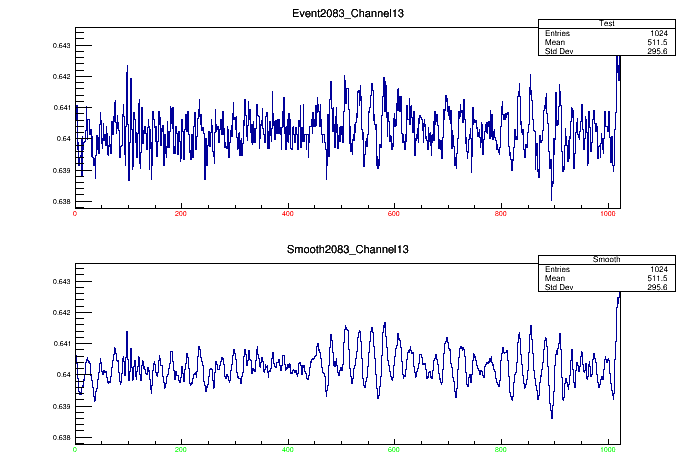 Event2083_Channel13
Test
Entries 1024
Mean 511.5
Std Dev 295.6
0.643
0.642
0.641
0.64
0.639
0.638
0 200 400 600 800 1000
Smooth2083_Channel13
Smooth
Entries 1024
Mean 511.5
Std Dev 295.6
0.643
0.642
0.641
0.64
0.639
0.638
0 200 400 600 800 1000